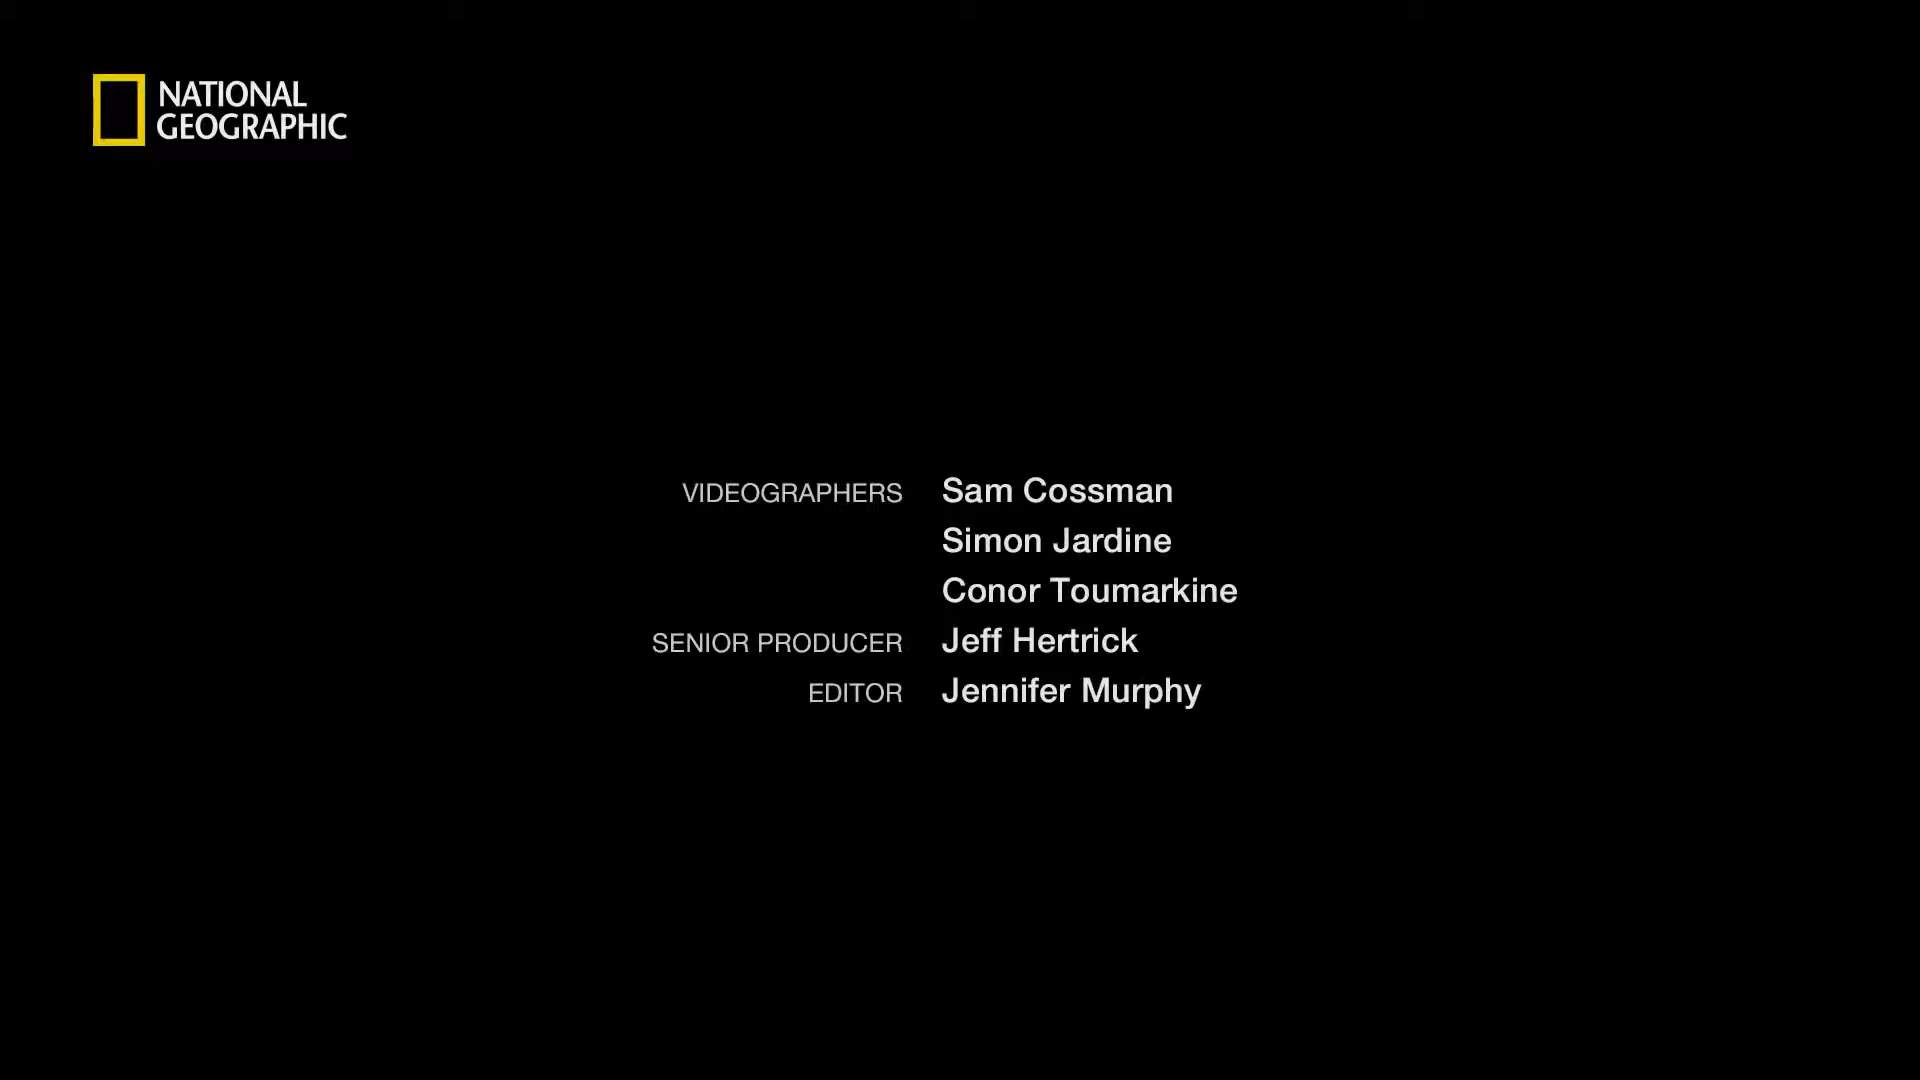 NATIONAL
GEOGRAPHIC
VIDEOGRAPHERS Sam Cossman
Simon Jardine
Conor Toumarkine
SENIOR PRODUCER Jeff Hertrick
EDITOR Jennifer Murphy